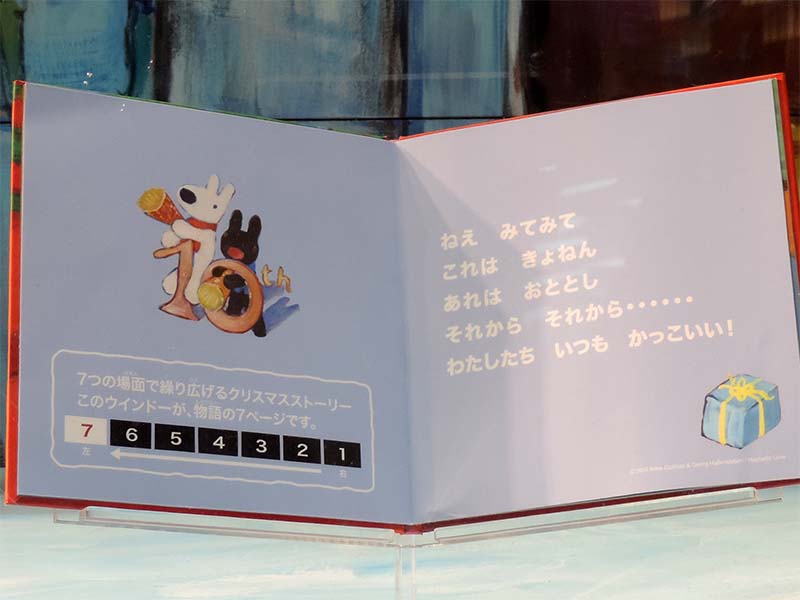 10th
7つの場面で繰り広げるクリスマスストーリー
このウインドーが、物語の7ページです。
7 6 5 4 3 2 1
左 右
ねえ みてみて
これは きょねん
あれは おととし
それから それから・・・・・・
わたしたち いつも かっこいい!